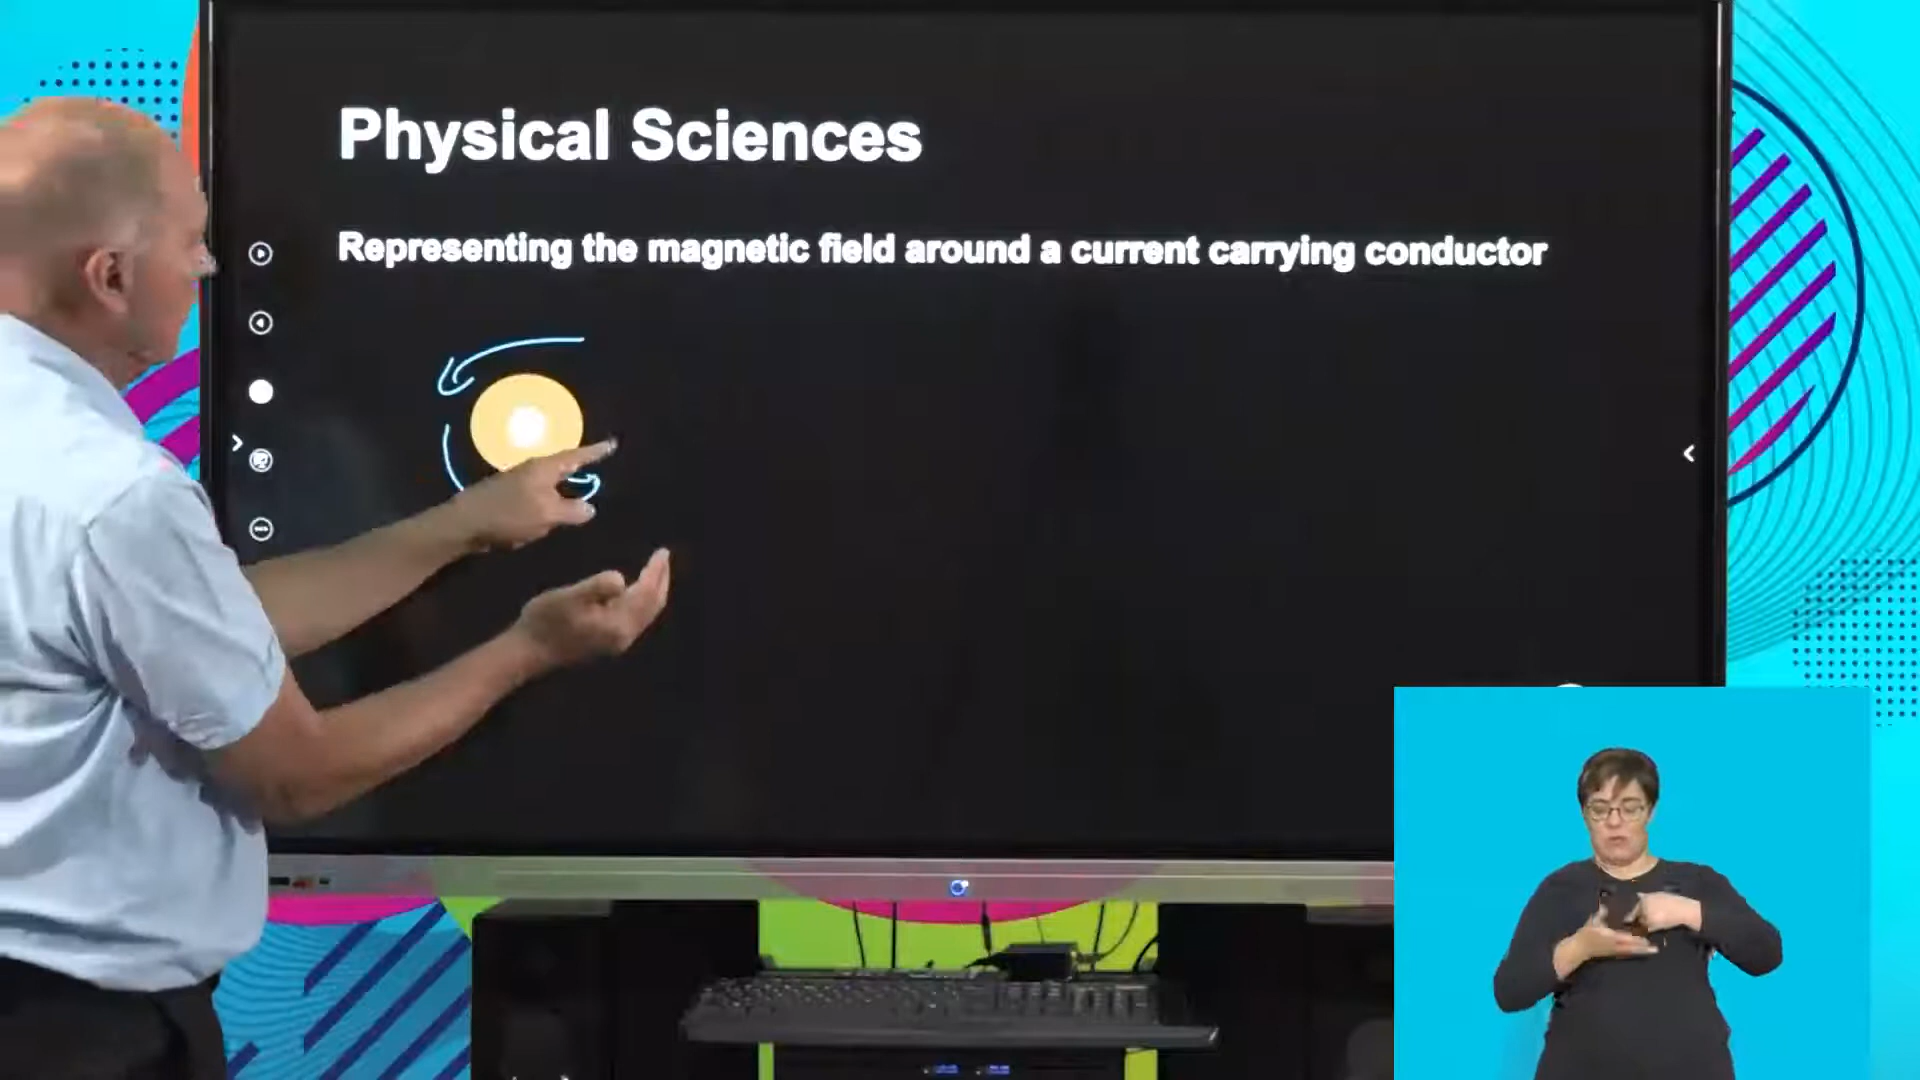 Physical Sciences
Representing the magnetic field around a current carrying conductor